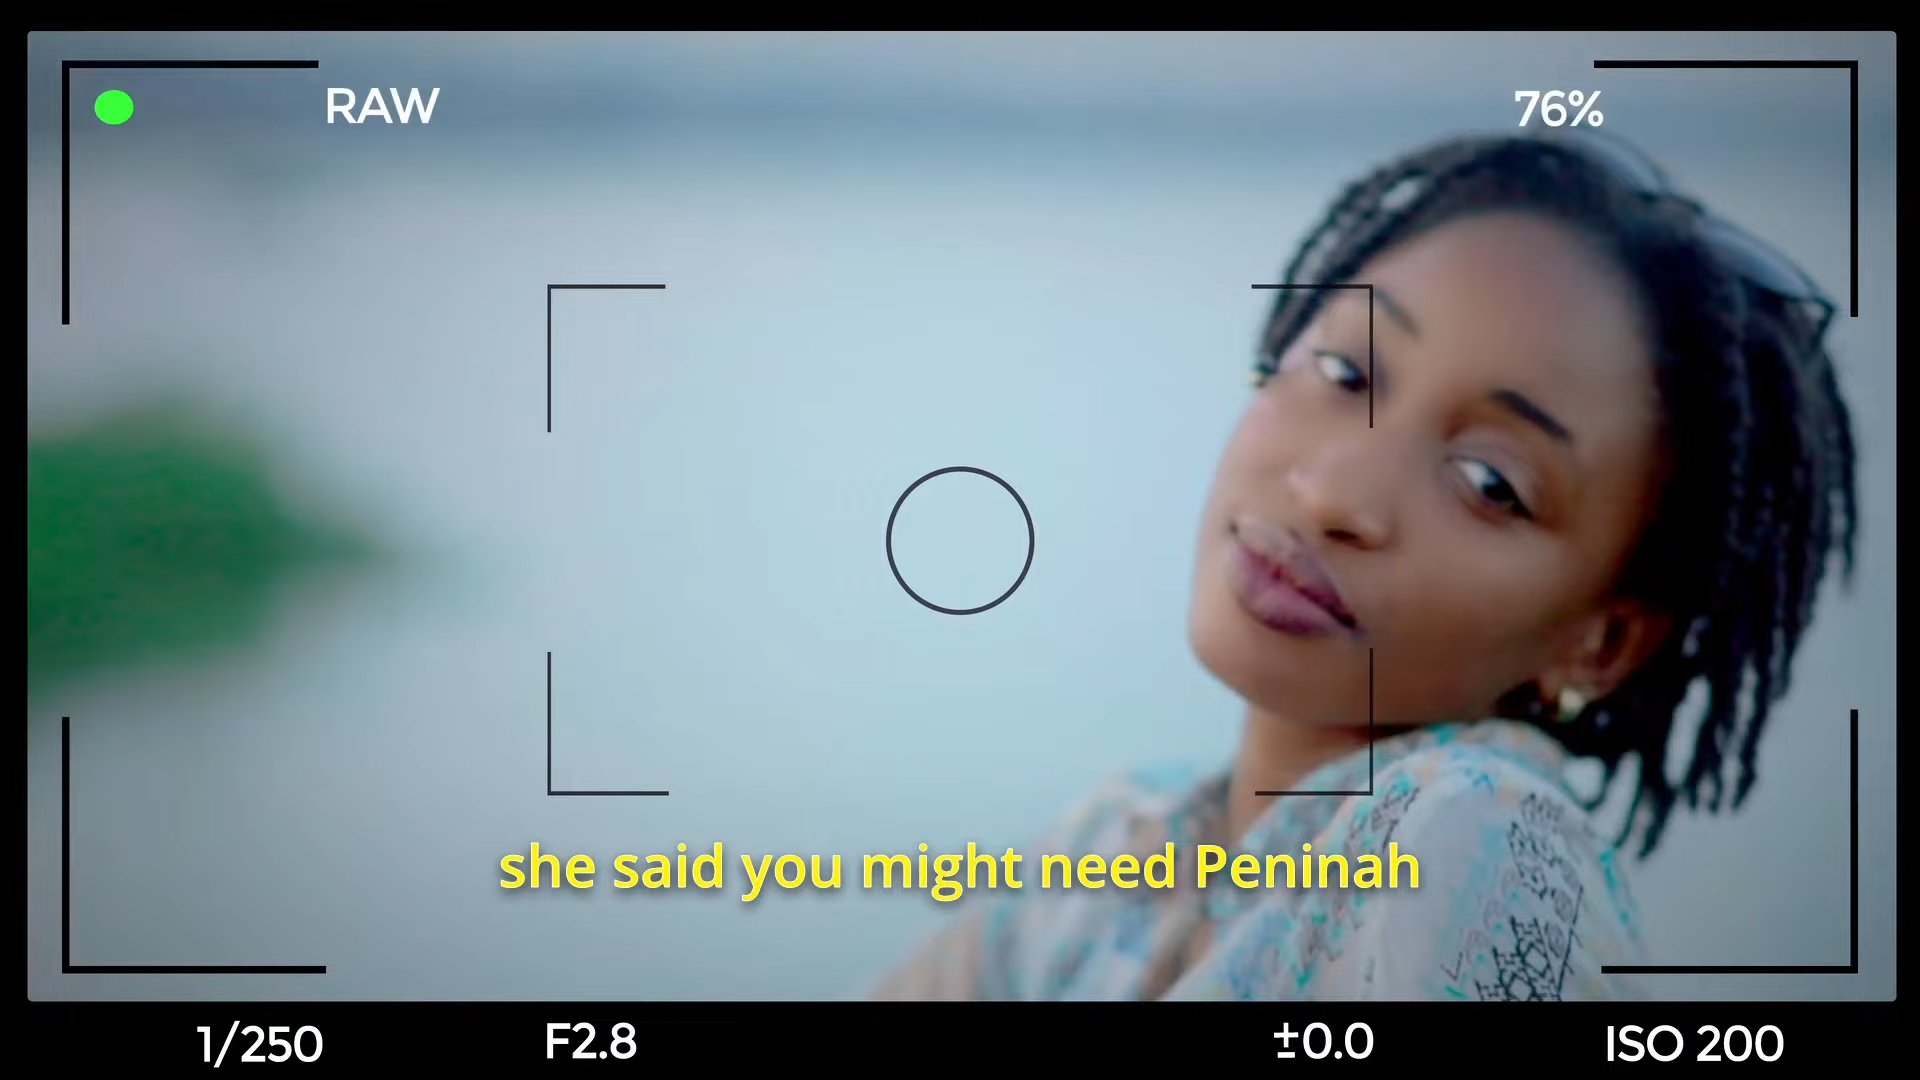 RAW
76%
she said you might need Peninah
1/250
F2.8
±0.0
ISO 200